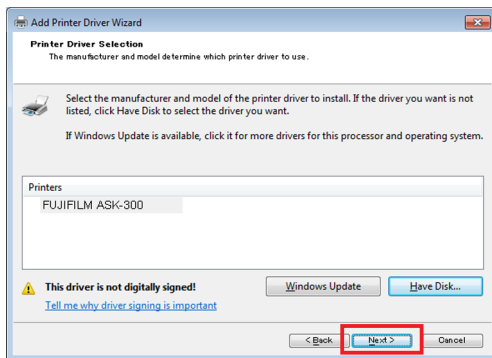 Add Printer Driver Wizard
Printer Driver Selection
The manufacturer and model determine which printer driver to use.
Select the manufacturer and model of the printer driver to install. If the driver you want is not
listed, click Have Disk to select the driver you want.
If Windows Update is available, click it for more drivers for this processor and operating system.
Printers
FUJIFILM ASK-300
This driver is not digitally signed!
Windows Update
Have Disk...
Tell me why driver signing is important
< Back
Next >
Cancel